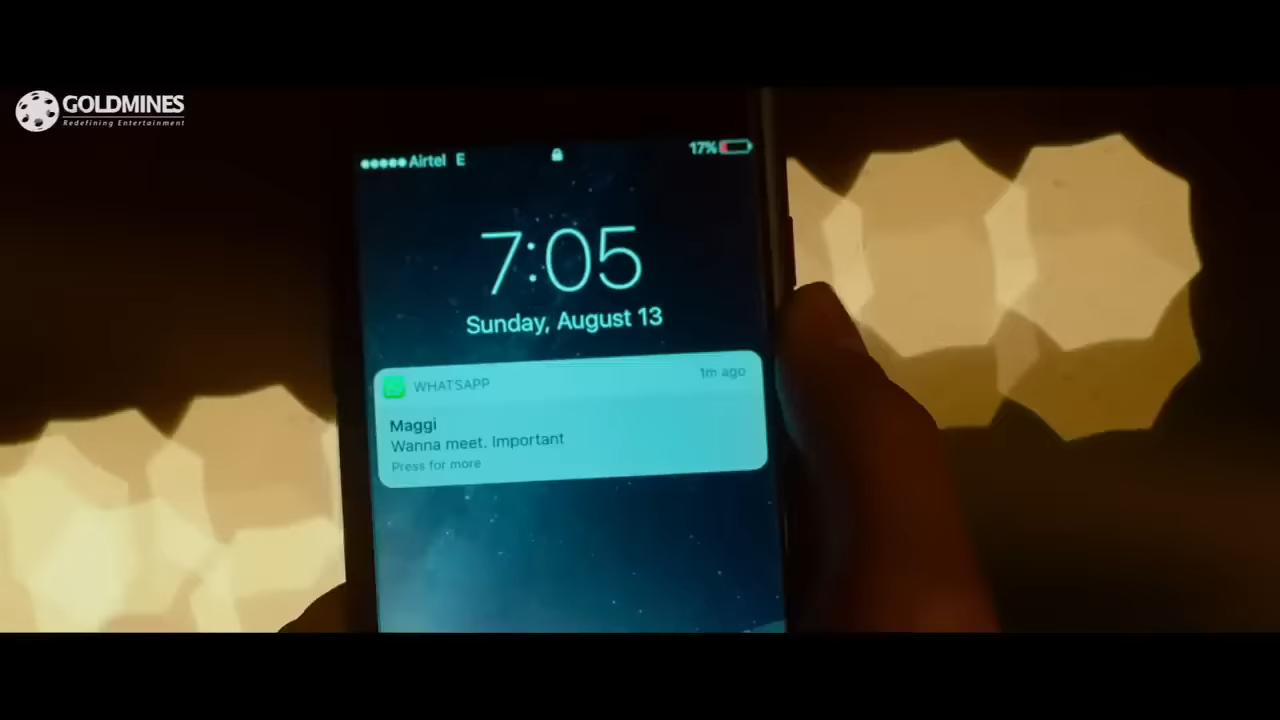 GOLDMINES
Redefining Entertainment
Airtel E
17%
7:05
Sunday, August 13
WHATSAPP
1m ago
Maggi
Wanna meet. Important
Press for more